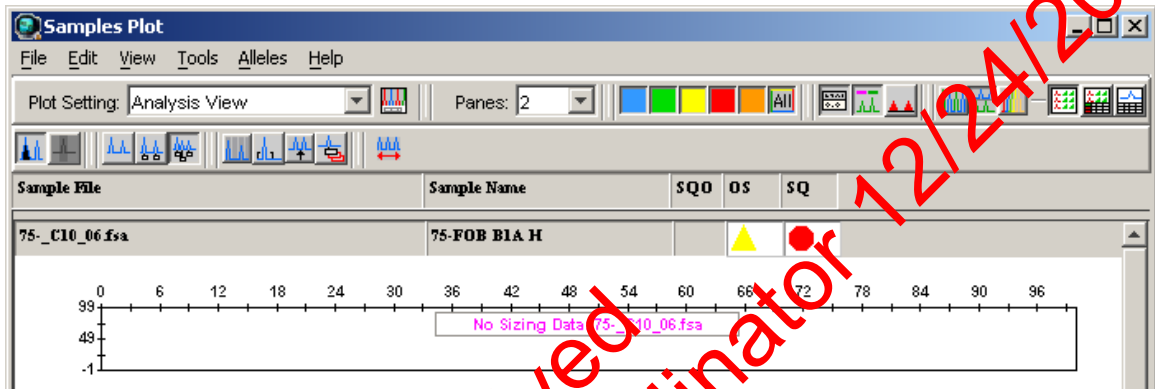 Samples Plot
File Edit View Tools Alleles Help
Plot Setting: Analysis View Panes: 2 All
Sample File Sample Name SQO OS SQ
75-_C10_06.fsa 75-FOB B1A H
0 6 12 18 24 30 36 42 48 54 60 66 72 78 84 90 96
99
No Sizing Data 75-_C10_06.fsa
49
-1
12/24/20